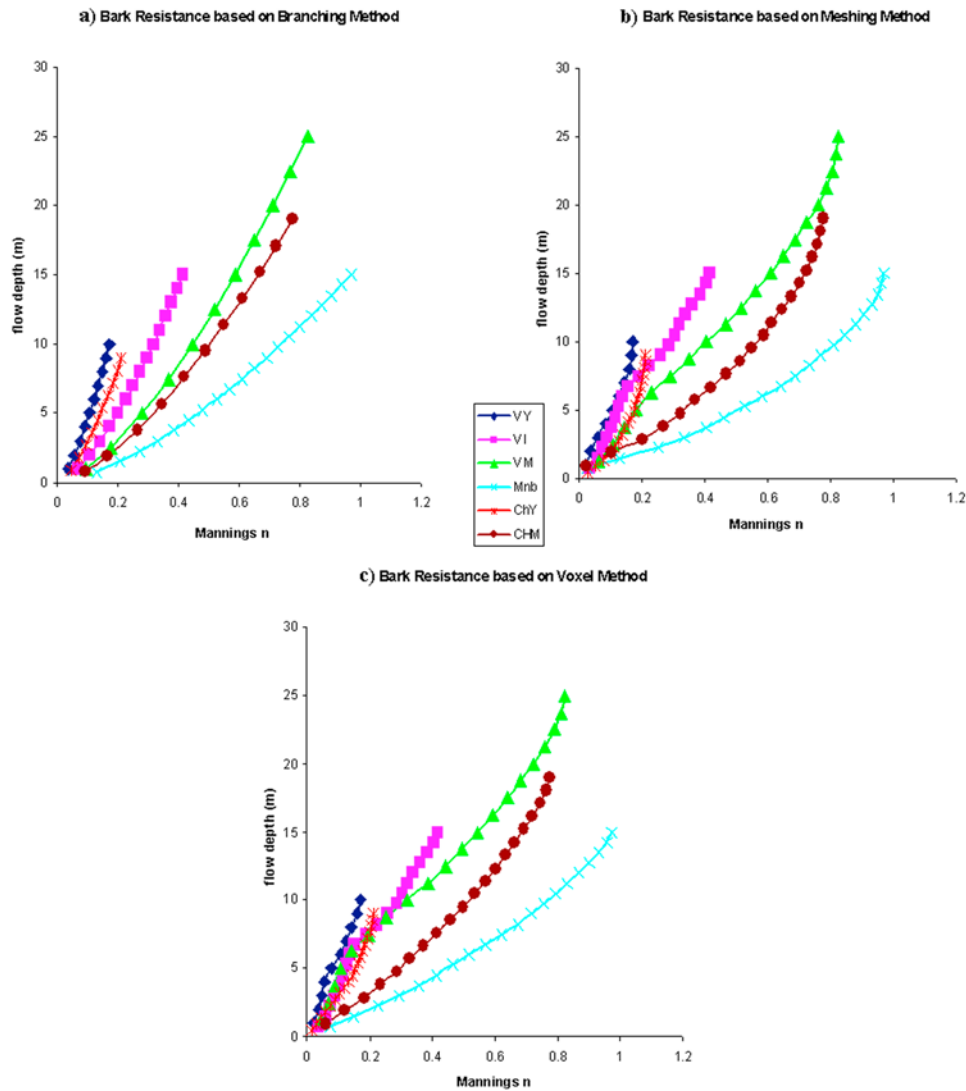 a) Bark Resistance based on Branching Method
30
25
20
15
10
5
0
flow depth (m)
0 0.2 0.4 0.6 0.8 1 1.2
Mannings n
b) Bark Resistance based on Meshing Method
30
25
20
15
10
5
0
flow depth (m)
0 0.2 0.4 0.6 0.8 1 1.2
Mannings n
VY
VI
VM
Mnb
ChY
CHM
c) Bark Resistance based on Voxel Method
30
25
20
15
10
5
0
flow depth (m)
0 0.2 0.4 0.6 0.8 1 1.2
Mannings n